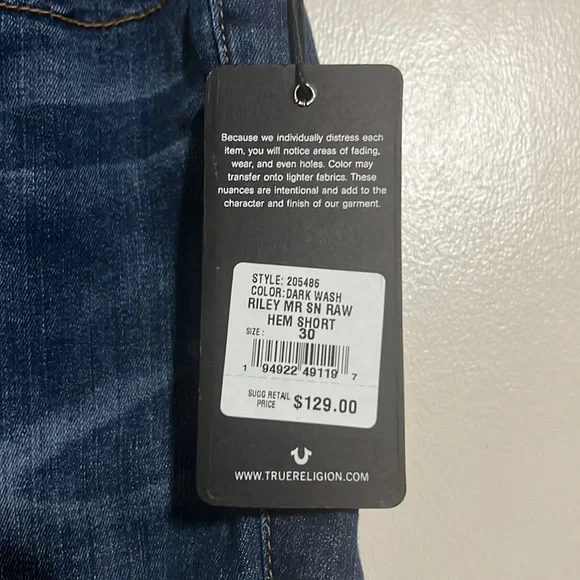 Because we individually distress each
item, you will notice areas of fading,
wear, and even holes. Color may
transfer onto lighter fabrics. These
nuances are intentional and add to the
character and finish of our garment.
STYLE: 205486
COLOR:DARK WASH
RILEY MR SN RAW
HEM SHORT
SIZE: 30
1 94922 49119 7
SUGG RETAIL
PRICE $129.00
WWW.TRUERELIGION.COM